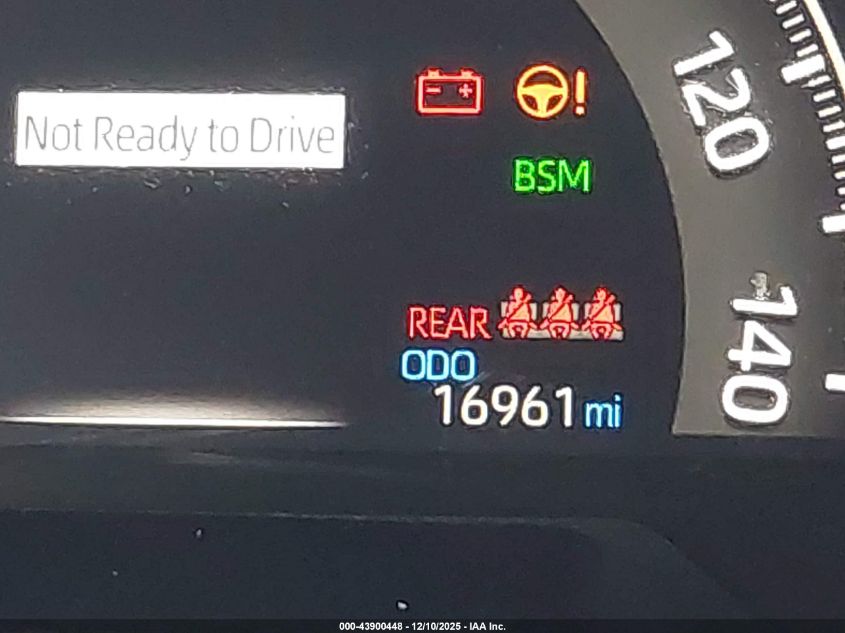 Not Ready to Drive
BSM
REAR
ODO
16961 mi
120
140
000-43900448 - 12/10/2025 - IAA Inc.